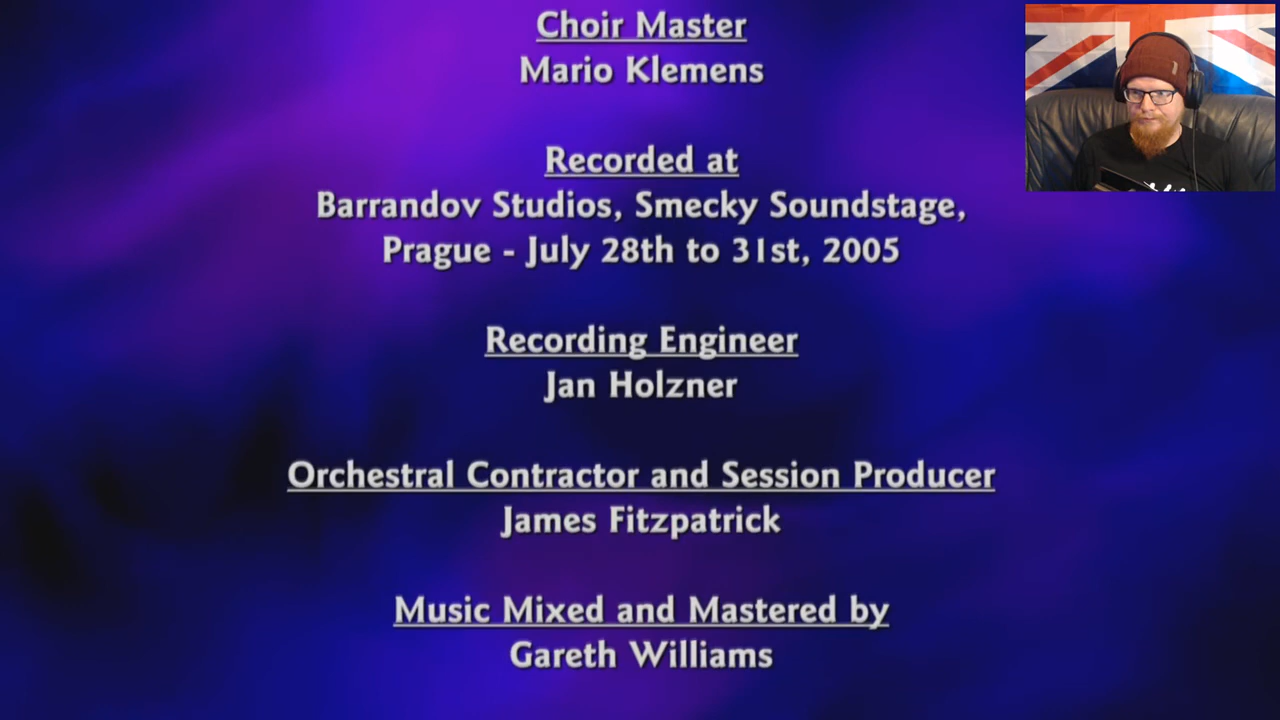 Choir Master
Mario Klemens
Recorded at
Barrandov Studios, Smecky Soundstage,
Prague - July 28th to 31st, 2005
Recording Engineer
Jan Holzner
Orchestral Contractor and Session Producer
James Fitzpatrick
Music Mixed and Mastered by
Gareth Williams